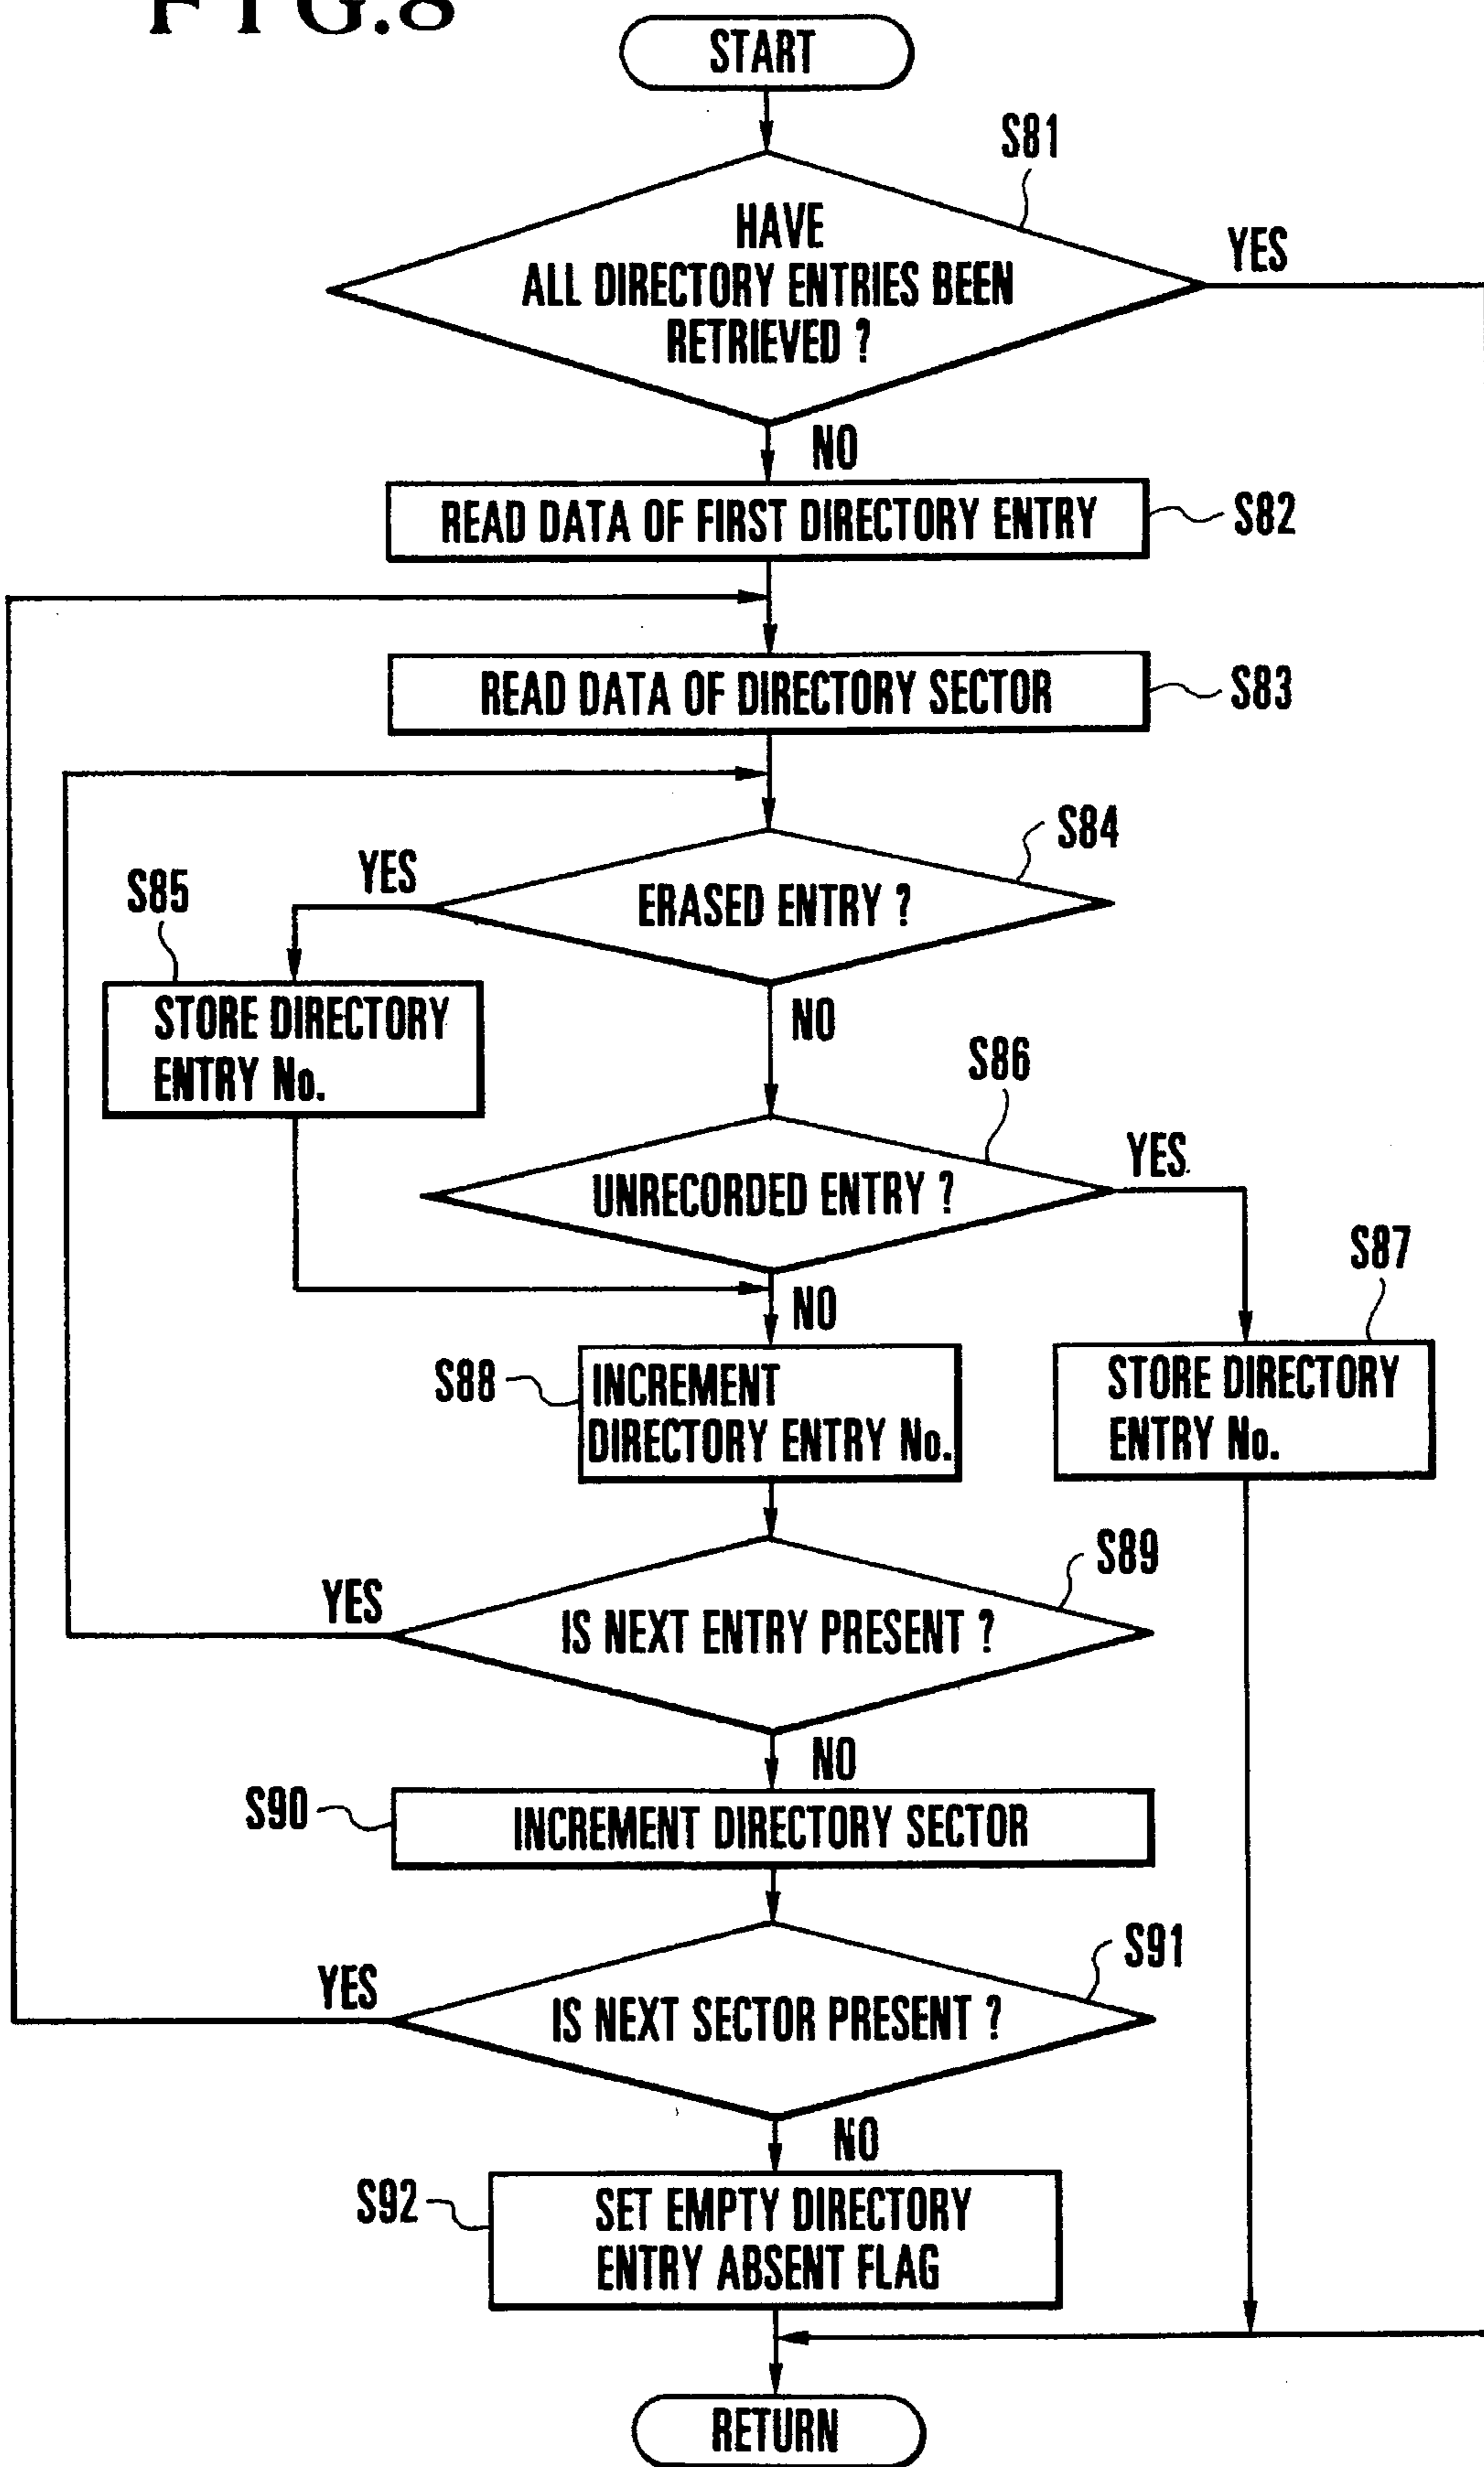 FIG.8
START
S81
HAVE
ALL DIRECTORY ENTRIES BEEN
RETRIEVED ?
YES
NO
READ DATA OF FIRST DIRECTORY ENTRY
S82
READ DATA OF DIRECTORY SECTOR
S83
S84
YES
ERASED ENTRY ?
S85
STORE DIRECTORY
ENTRY No.
NO
S86
UNRECORDED ENTRY ?
YES
S87
NO
S88
INCREMENT
DIRECTORY ENTRY No.
STORE DIRECTORY
ENTRY No.
S89
YES
IS NEXT ENTRY PRESENT ?
NO
S90
INCREMENT DIRECTORY SECTOR
S91
YES
IS NEXT SECTOR PRESENT ?
NO
S92
SET EMPTY DIRECTORY
ENTRY ABSENT FLAG
RETURN